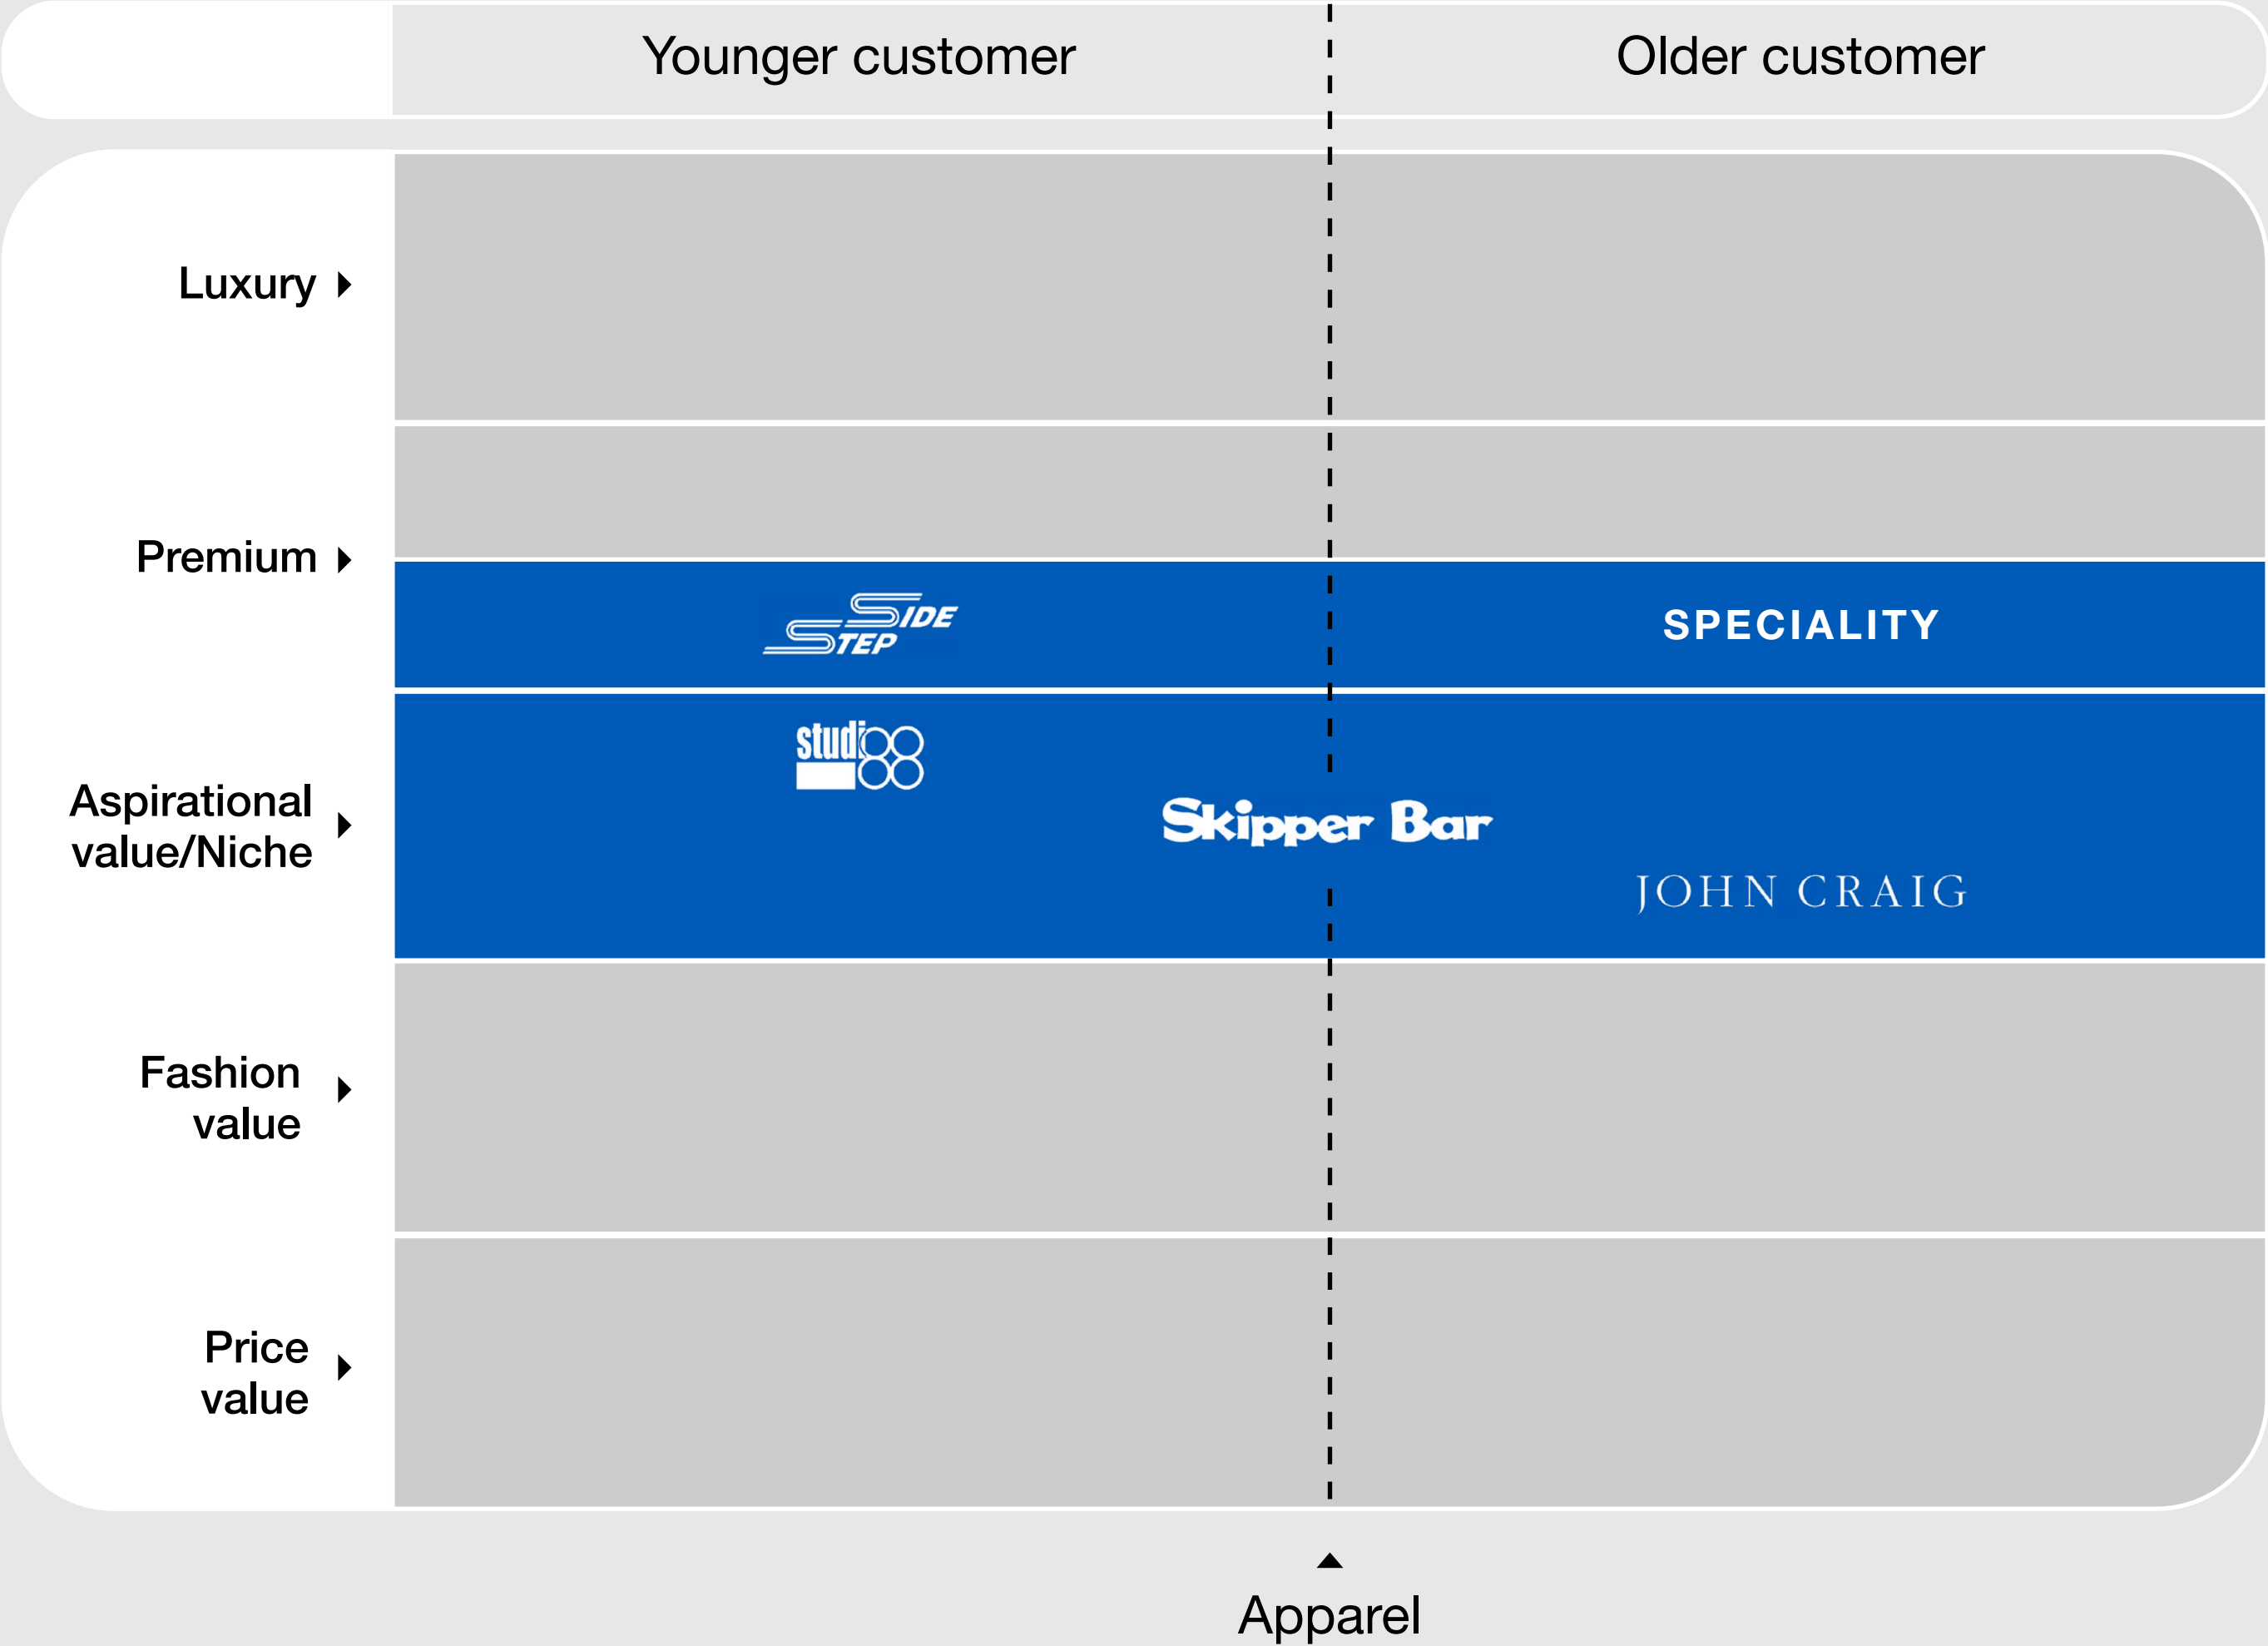 Younger customer
Older customer
Luxury
Premium
SIDE
STEP
SPECIALITY
studio
88
Aspirational
value/Niche
Skipper Bar
JOHN CRAIG
Fashion
value
Price
value
Apparel